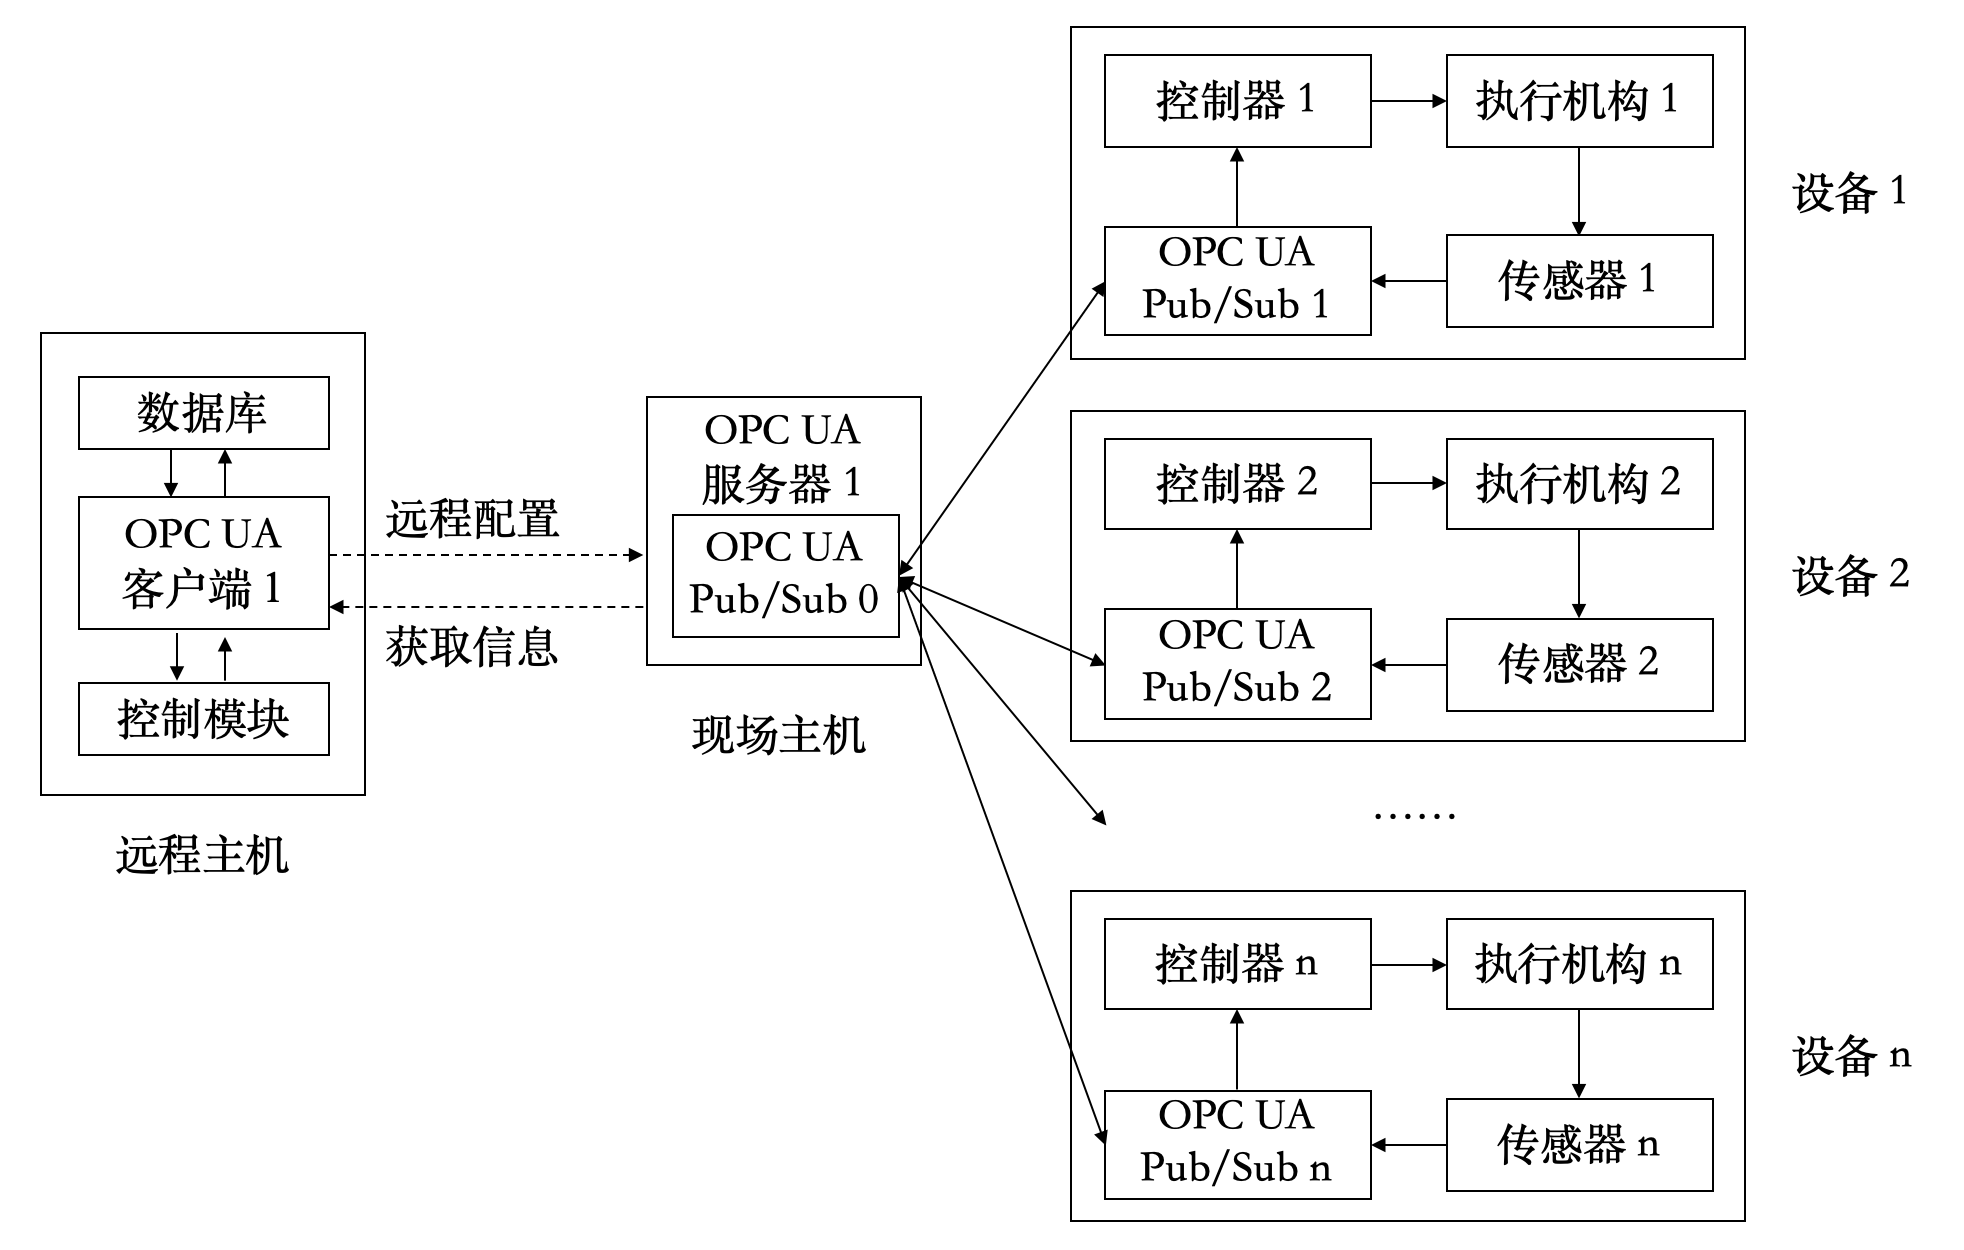 数据库
OPC UA
客户端 1
控制模块
远程主机
远程配置
获取信息
OPC UA
服务器 1
OPC UA
Pub/Sub 0
现场主机
控制器 1
执行机构 1
OPC UA
Pub/Sub 1
传感器 1
设备 1
控制器 2
执行机构 2
OPC UA
Pub/Sub 2
传感器 2
设备 2
……
控制器 n
执行机构 n
OPC UA
Pub/Sub n
传感器 n
设备 n